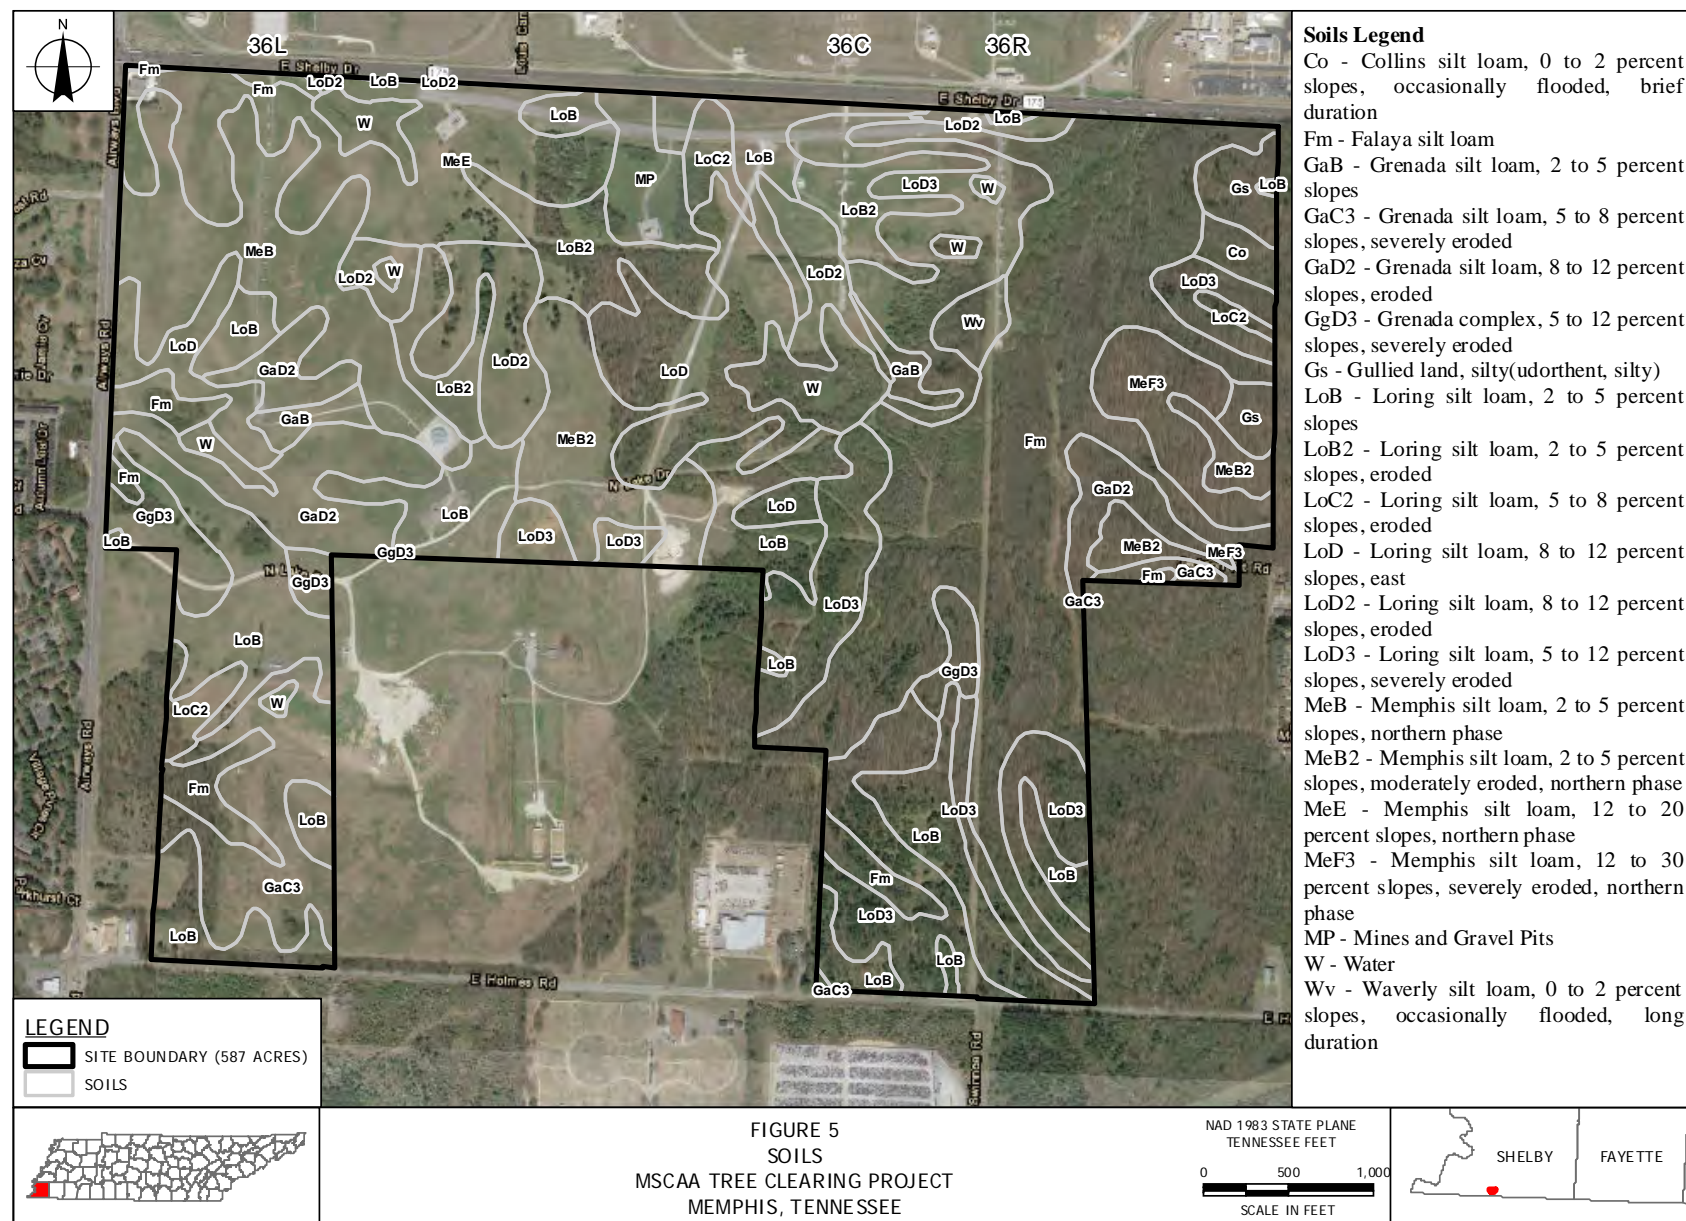 N
36L
36C
36R
E Shelby Dr
175
Louis Car
E Shelby Dr
175
Fm
Fm
LoD2
LoB
LoD2
W
LoB
LoD2
LoB
MeE
MP
LoC2
LoB
LoD3
W
LoB2
Gs
LoB
MeB
LoB2
W
Co
LoD2
W
LoD2
LoD3
LoC2
LoB
Wv
LoD
GaD2
LoD2
LoD
GaB
MeF3
LoB2
W
Fm
GaB
Gs
W
MeB2
Fm
MeB2
Fm
N Lake Dr
GaD2
GgD3
GaD2
LoB
LoD
LoB
LoD3
LoD3
LoB
MeB2
GgD3
MeF3
N Lake
GgD3
Fm
GaC3
Rd
GaC3
LoD3
LoB
LoB
GgD3
LoC2
W
Fm
LoB
LoD3
LoD3
LoB
GaC3
Fm
LoB
LoD3
LoB
LoB
LoB
GaC3
Airways Blvd
Airways Rd
Airways Rd
Autumn Leaf Cr
E Holmes Rd
Swinnea Rd
E H
Soils Legend
Co - Collins silt loam, 0 to 2 percent
slopes, occasionally flooded, brief
duration
Fm - Falaya silt loam
GaB - Grenada silt loam, 2 to 5 percent
slopes
GaC3 - Grenada silt loam, 5 to 8 percent
slopes, severely eroded
GaD2 - Grenada silt loam, 8 to 12 percent
slopes, eroded
GgD3 - Grenada complex, 5 to 12 percent
slopes, severely eroded
Gs - Gullied land, silty(udorthent, silty)
LoB - Loring silt loam, 2 to 5 percent
slopes
LoB2 - Loring silt loam, 2 to 5 percent
slopes, eroded
LoC2 - Loring silt loam, 5 to 8 percent
slopes, eroded
LoD - Loring silt loam, 8 to 12 percent
slopes, east
LoD2 - Loring silt loam, 8 to 12 percent
slopes, eroded
LoD3 - Loring silt loam, 5 to 12 percent
slopes, severely eroded
MeB - Memphis silt loam, 2 to 5 percent
slopes, northern phase
MeB2 - Memphis silt loam, 2 to 5 percent
slopes, moderately eroded, northern phase
MeE - Memphis silt loam, 12 to 20
percent slopes, northern phase
MeF3 - Memphis silt loam, 12 to 30
percent slopes, severely eroded, northern
phase
MP - Mines and Gravel Pits
W - Water
Wv - Waverly silt loam, 0 to 2 percent
slopes, occasionally flooded, long
duration
LEGEND
SITE BOUNDARY (587 ACRES)
SOILS
FIGURE 5
SOILS
MSCAA TREE CLEARING PROJECT
MEMPHIS, TENNESSEE
NAD 1983 STATE PLANE
TENNESSEE FEET
0 500 1,000
SCALE IN FEET
SHELBY
FAYETTE